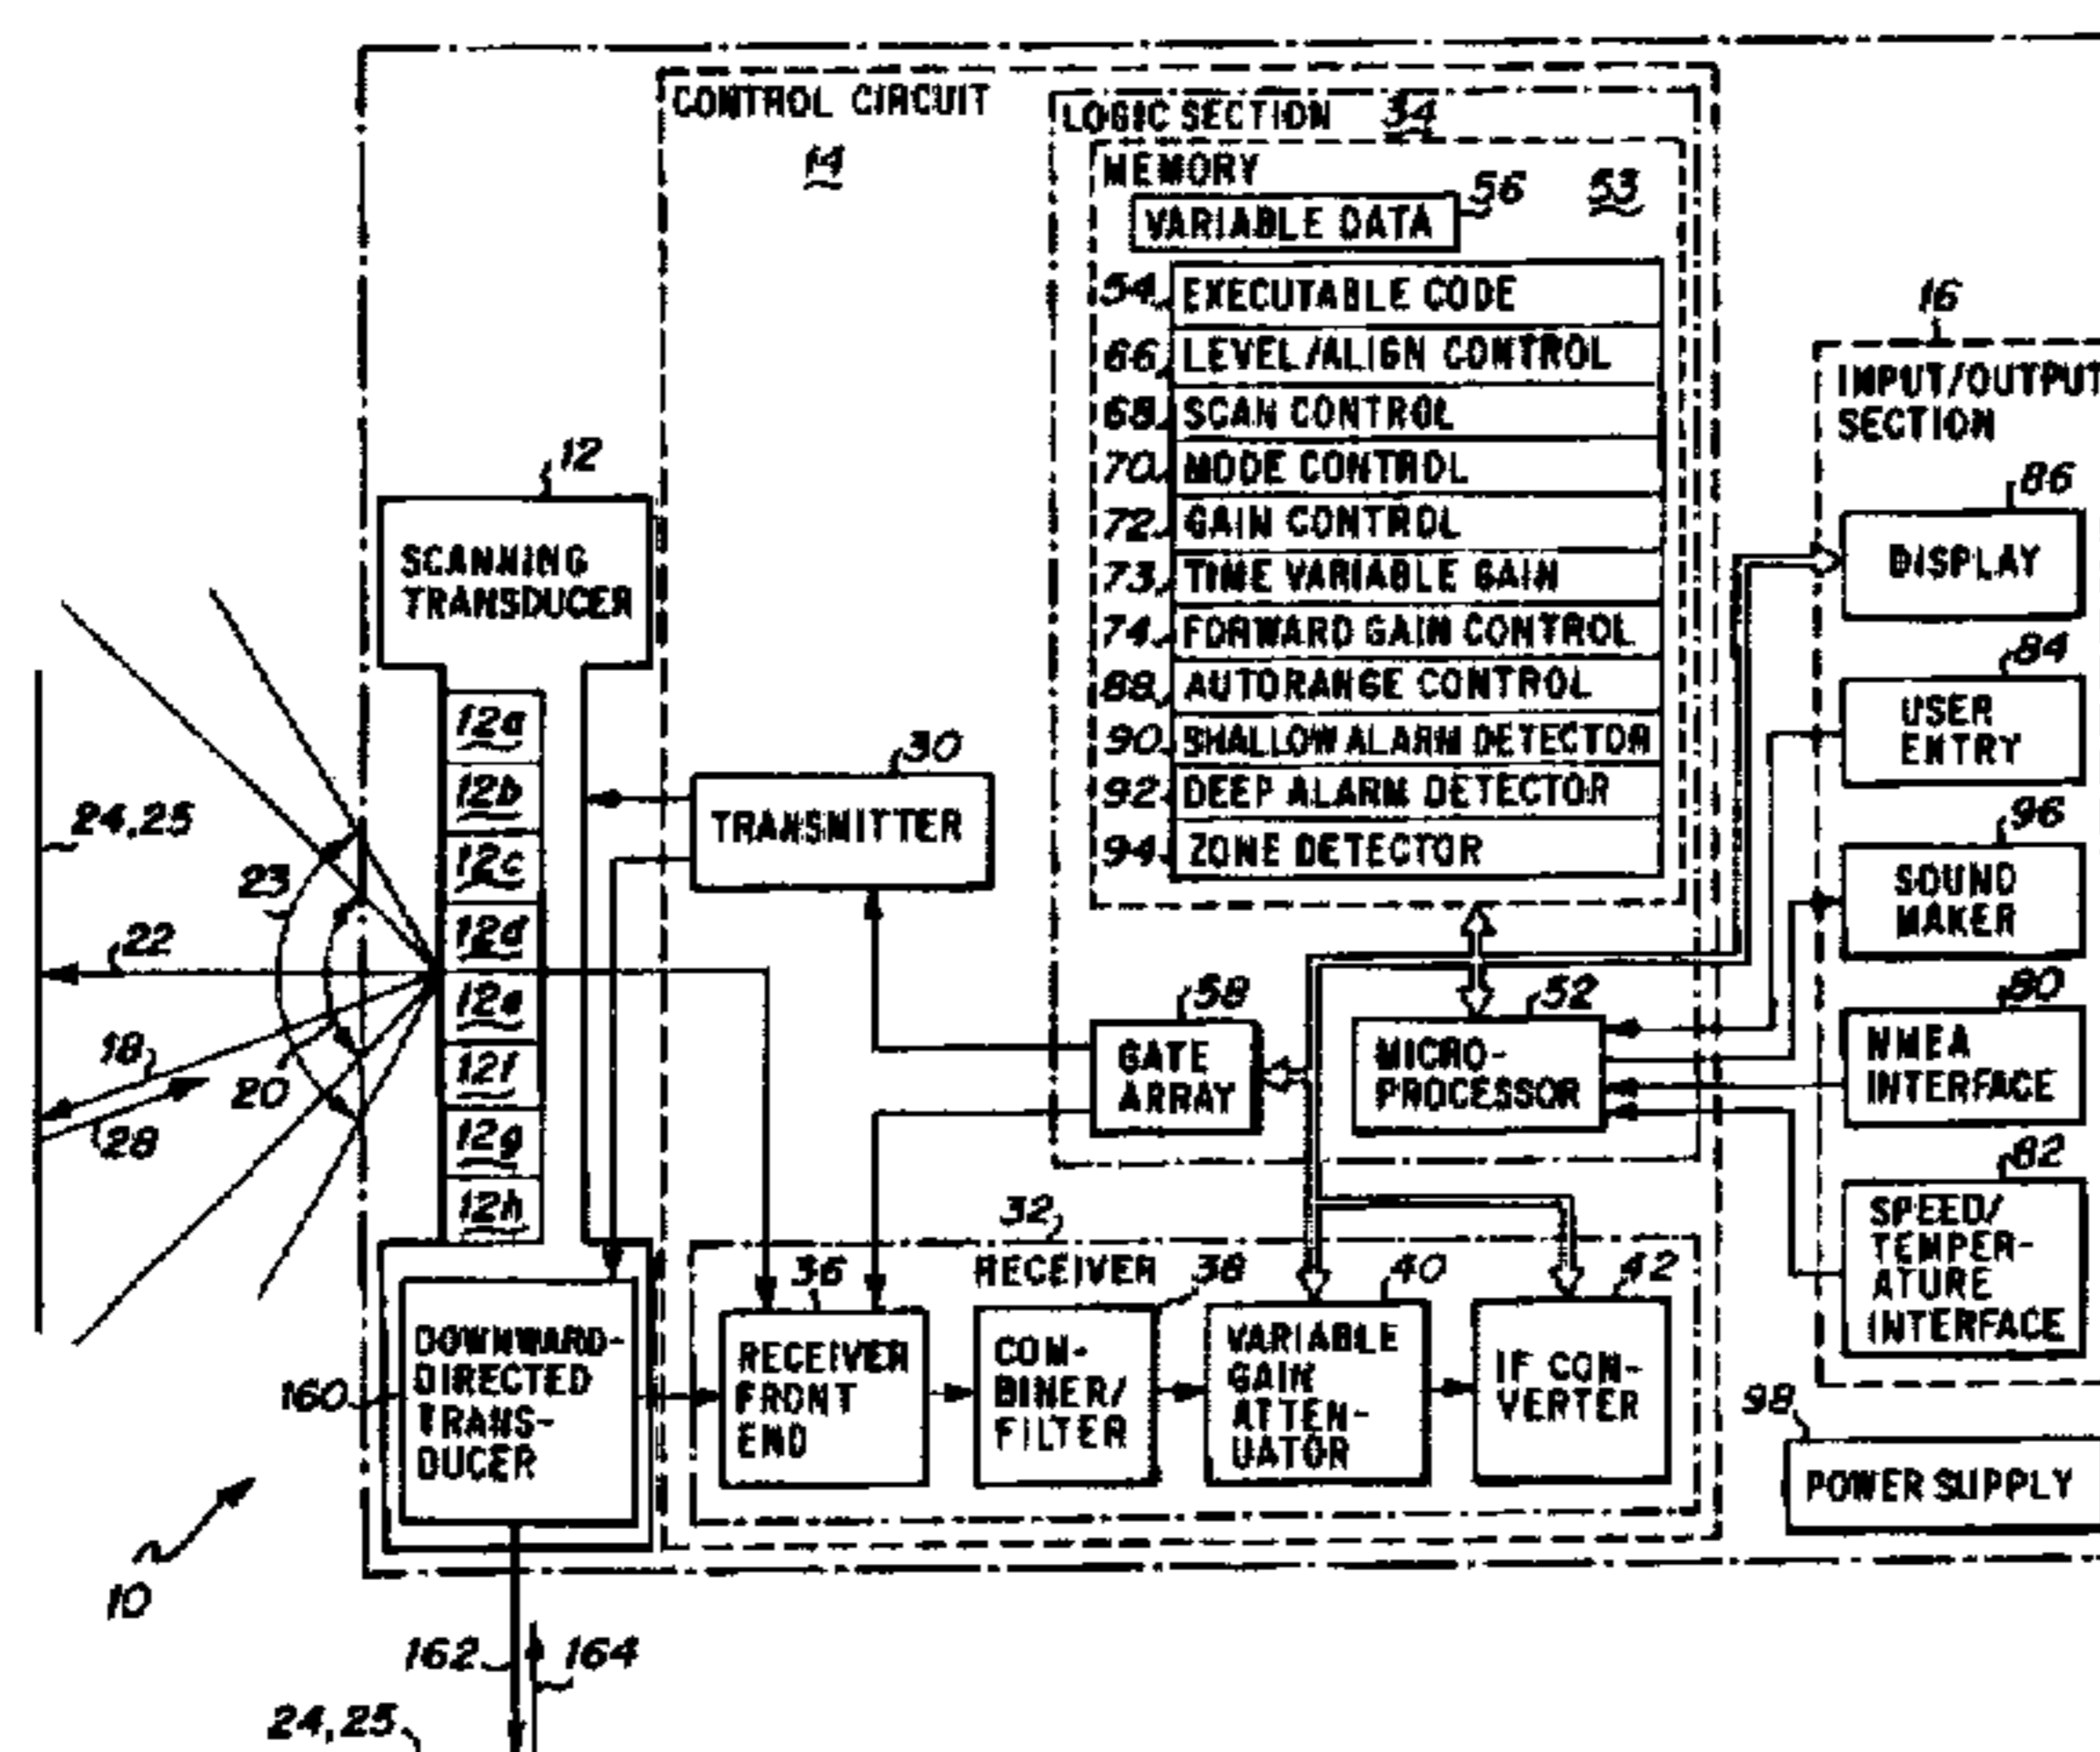 CONTROL CIRCUIT
14
LOGIC SECTION 34
MEMORY
53
VARIABLE DATA
56
54 EXECUTABLE CODE
66 LEVEL/ALIGN CONTROL
68 SCAN CONTROL
70 MODE CONTROL
72 GAIN CONTROL
73 TIME VARIABLE GAIN
74 FORWARD GAIN CONTROL
88 AUTORANGE CONTROL
90 SHALLOW ALARM DETECTOR
92 DEEP ALARM DETECTOR
94 ZONE DETECTOR
16
INPUT/OUTPUT
SECTION
86
DISPLAY
84
USER
ENTRY
96
SOUND
MAKER
80
NMEA
INTERFACE
82
SPEED/
TEMPER-
ATURE
INTERFACE
98
POWER SUPPLY
12
SCANNING
TRANSDUCER
12a
12b
12c
12d
12e
12f
12g
12h
24,25
23
22
18
20
28
30
TRANSMITTER
58
GATE
ARRAY
52
MICRO-
PROCESSOR
32
RECEIVER
36
RECEIVER
FRONT
END
38
COM-
BINER/
FILTER
40
VARIABLE
GAIN
ATTEN-
UATOR
42
IF CON-
VERTER
160
DOWNWARD-
DIRECTED
TRANS-
DUCER
10
162
164
24,25